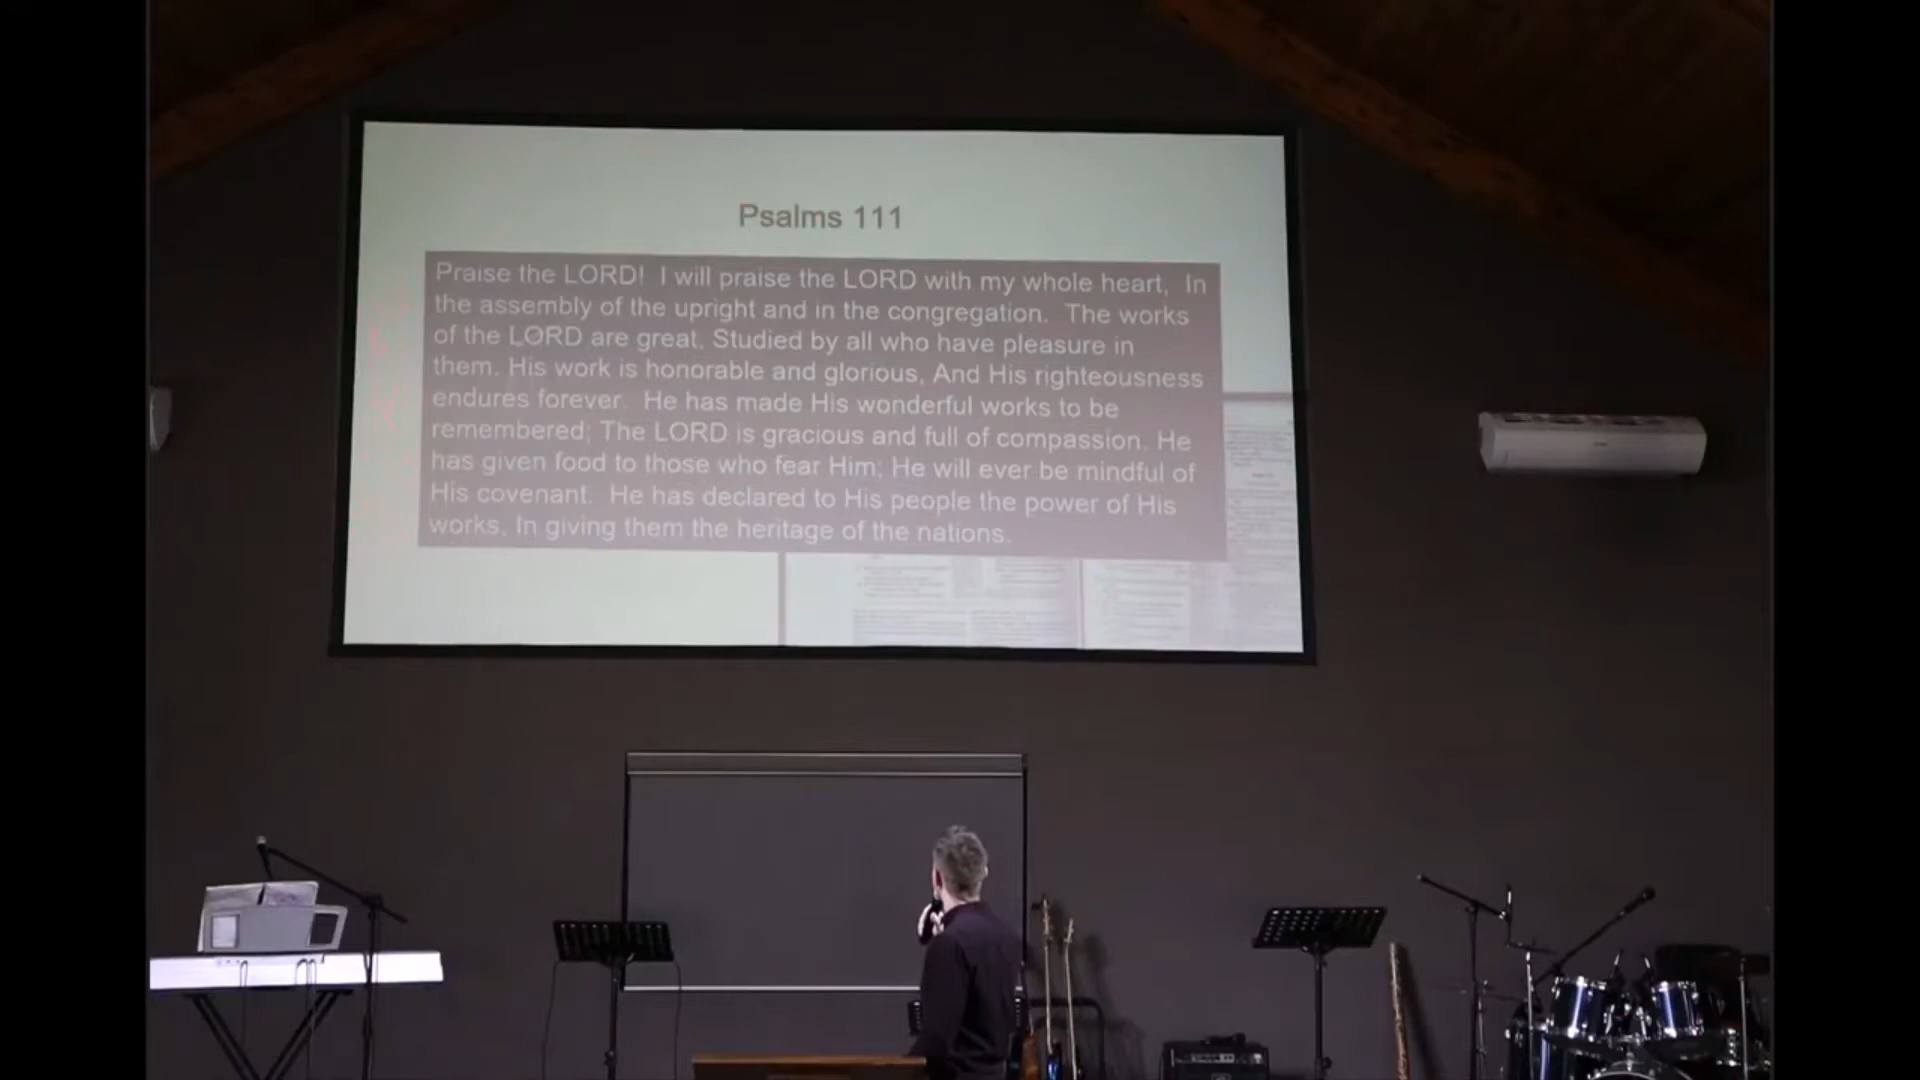 Psalms 111
Praise the LORD! I will praise the LORD with my whole heart, In
the assembly of the upright and in the congregation. The works
of the LORD are great, Studied by all who have pleasure in
them. His work is honorable and glorious, And His righteousness
endures forever. He has made His wonderful works to be
remembered; The LORD is gracious and full of compassion. He
has given food to those who fear Him; He will ever be mindful of
His covenant. He has declared to His people the power of His
works, In giving them the heritage of the nations.